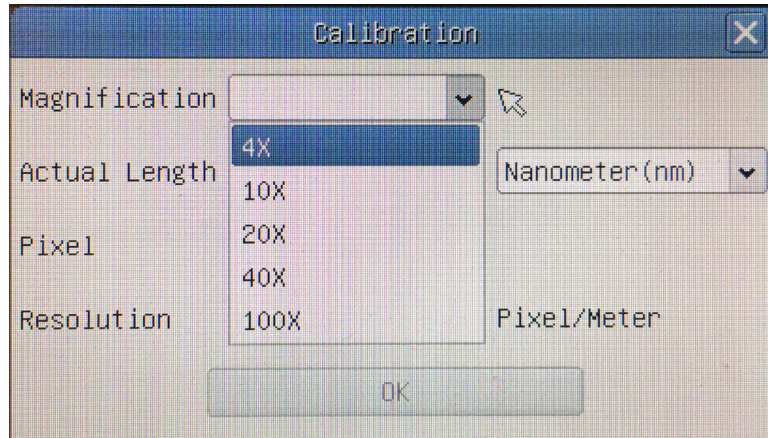 Calibration
Magnification
4X
Actual Length
Nanometer(nm)
10X
20X
Pixel
40X
Resolution
100X
Pixel/Meter
OK